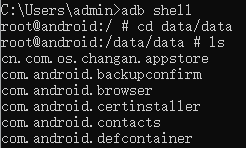 C:\Users\admin>adb shell
root@android:/ # cd data/data
root@android:/data/data # ls
cn.com.os.changan.appstore
com.android.backupconfirm
com.android.browser
com.android.certinstaller
com.android.contacts
com.android.defcontainer